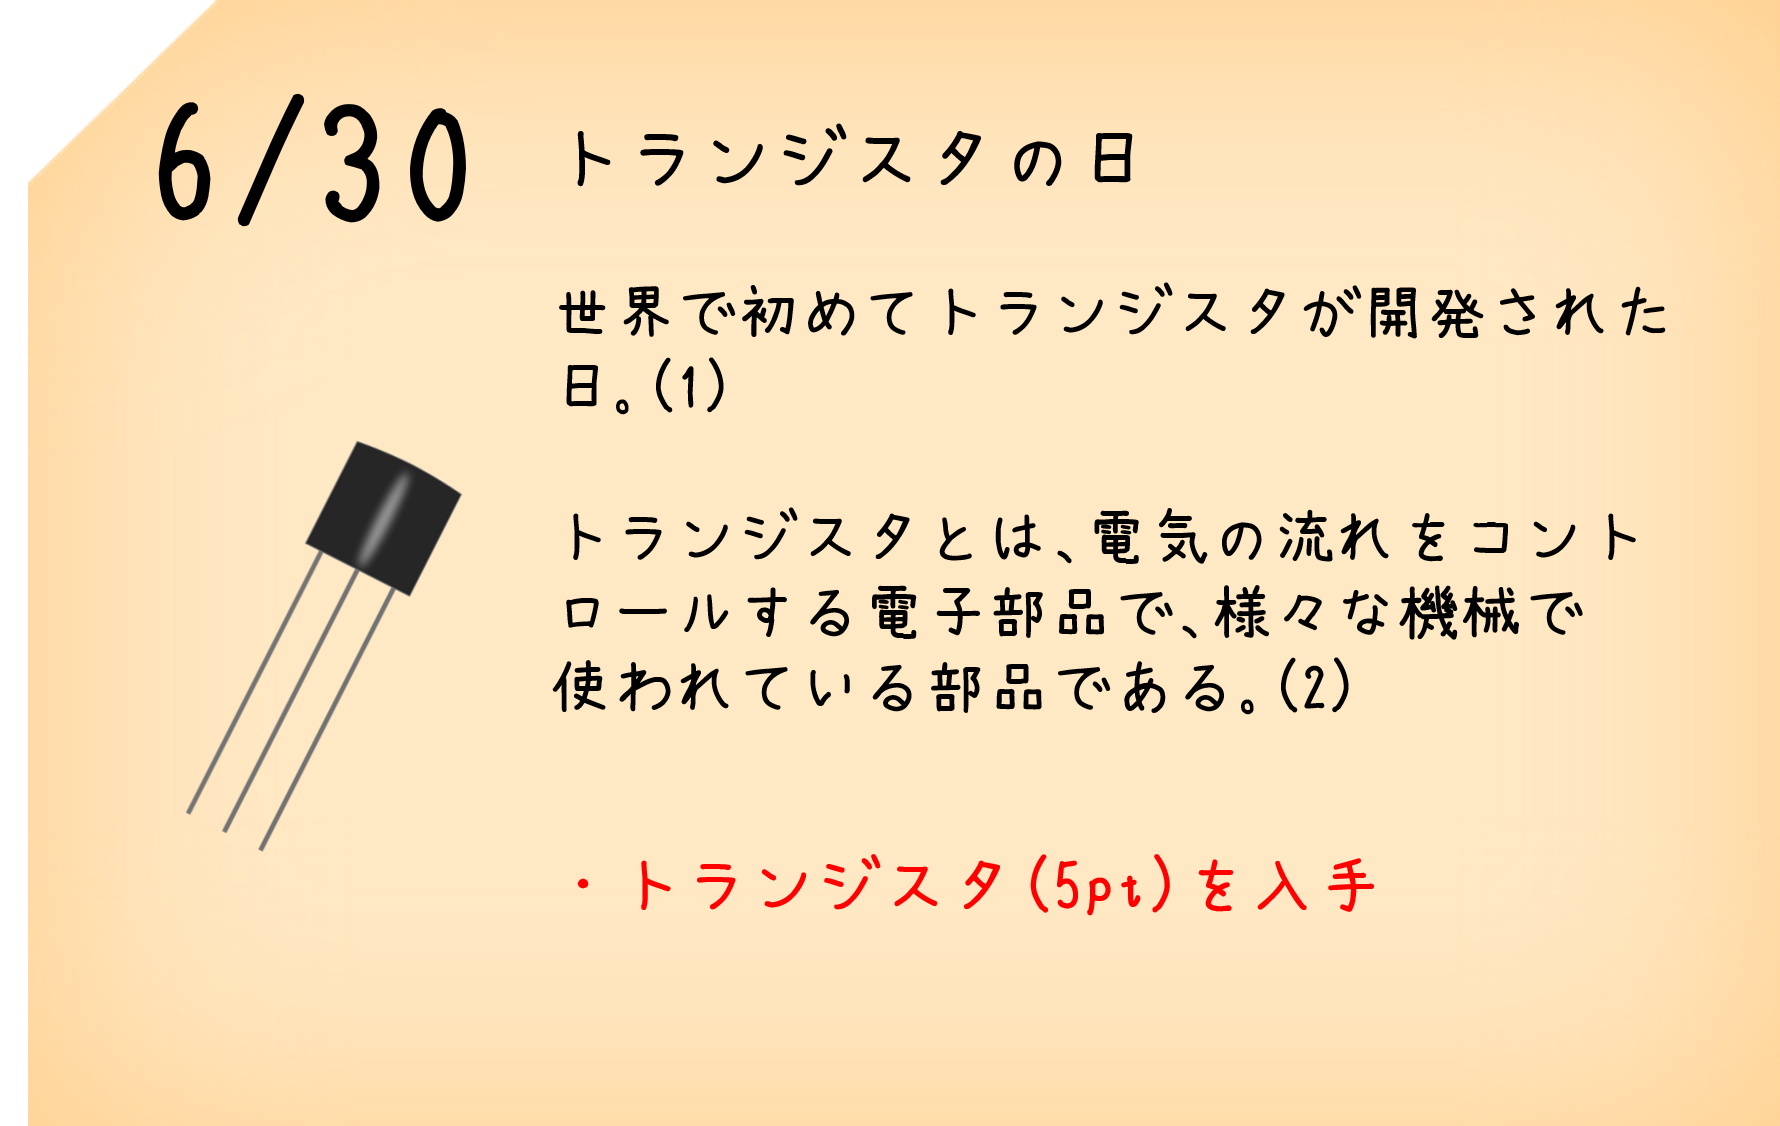 6/30 トランジスタの日
世界で初めてトランジスタが開発された
日。(1)
トランジスタとは、電気の流れをコント
ロールする電子部品で、様々な機械で
使われている部品である。(2)
・トランジスタ(5pt)を入手